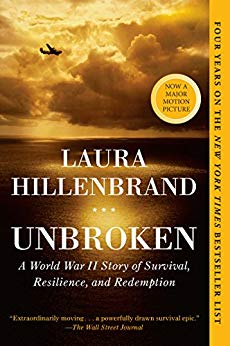 FOUR YEARS ON THE NEW YORK TIMES BESTSELLER LIST
NOW A
MAJOR
MOTION
PICTURE
LAURA
HILLENBRAND
UNBROKEN
A World War II Story of Survival,
Resilience, and Redemption
"Extraordinarily moving . . . a powerfully drawn survival epic."
—The Wall Street Journal